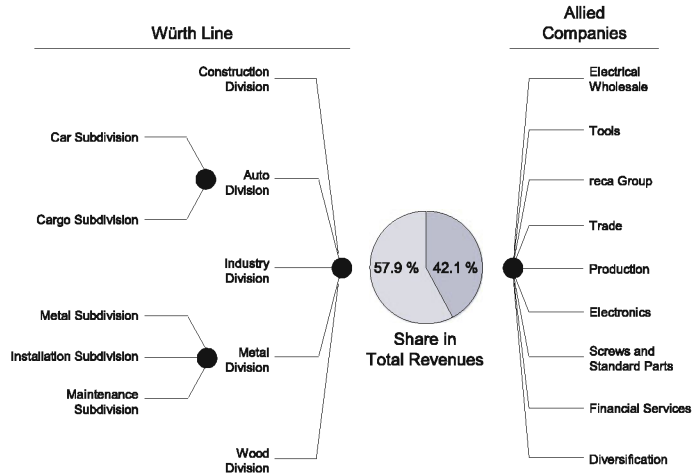 Würth Line
Allied
Companies
Construction
Division
Car Subdivision
Auto
Division
Cargo Subdivision
Industry
Division
Metal Subdivision
Installation Subdivision
Metal
Division
Maintenance
Subdivision
Wood
Division
57.9 %
42.1 %
Share in
Total Revenues
Electrical
Wholesale
Tools
reca Group
Trade
Production
Electronics
Screws and
Standard Parts
Financial Services
Diversification